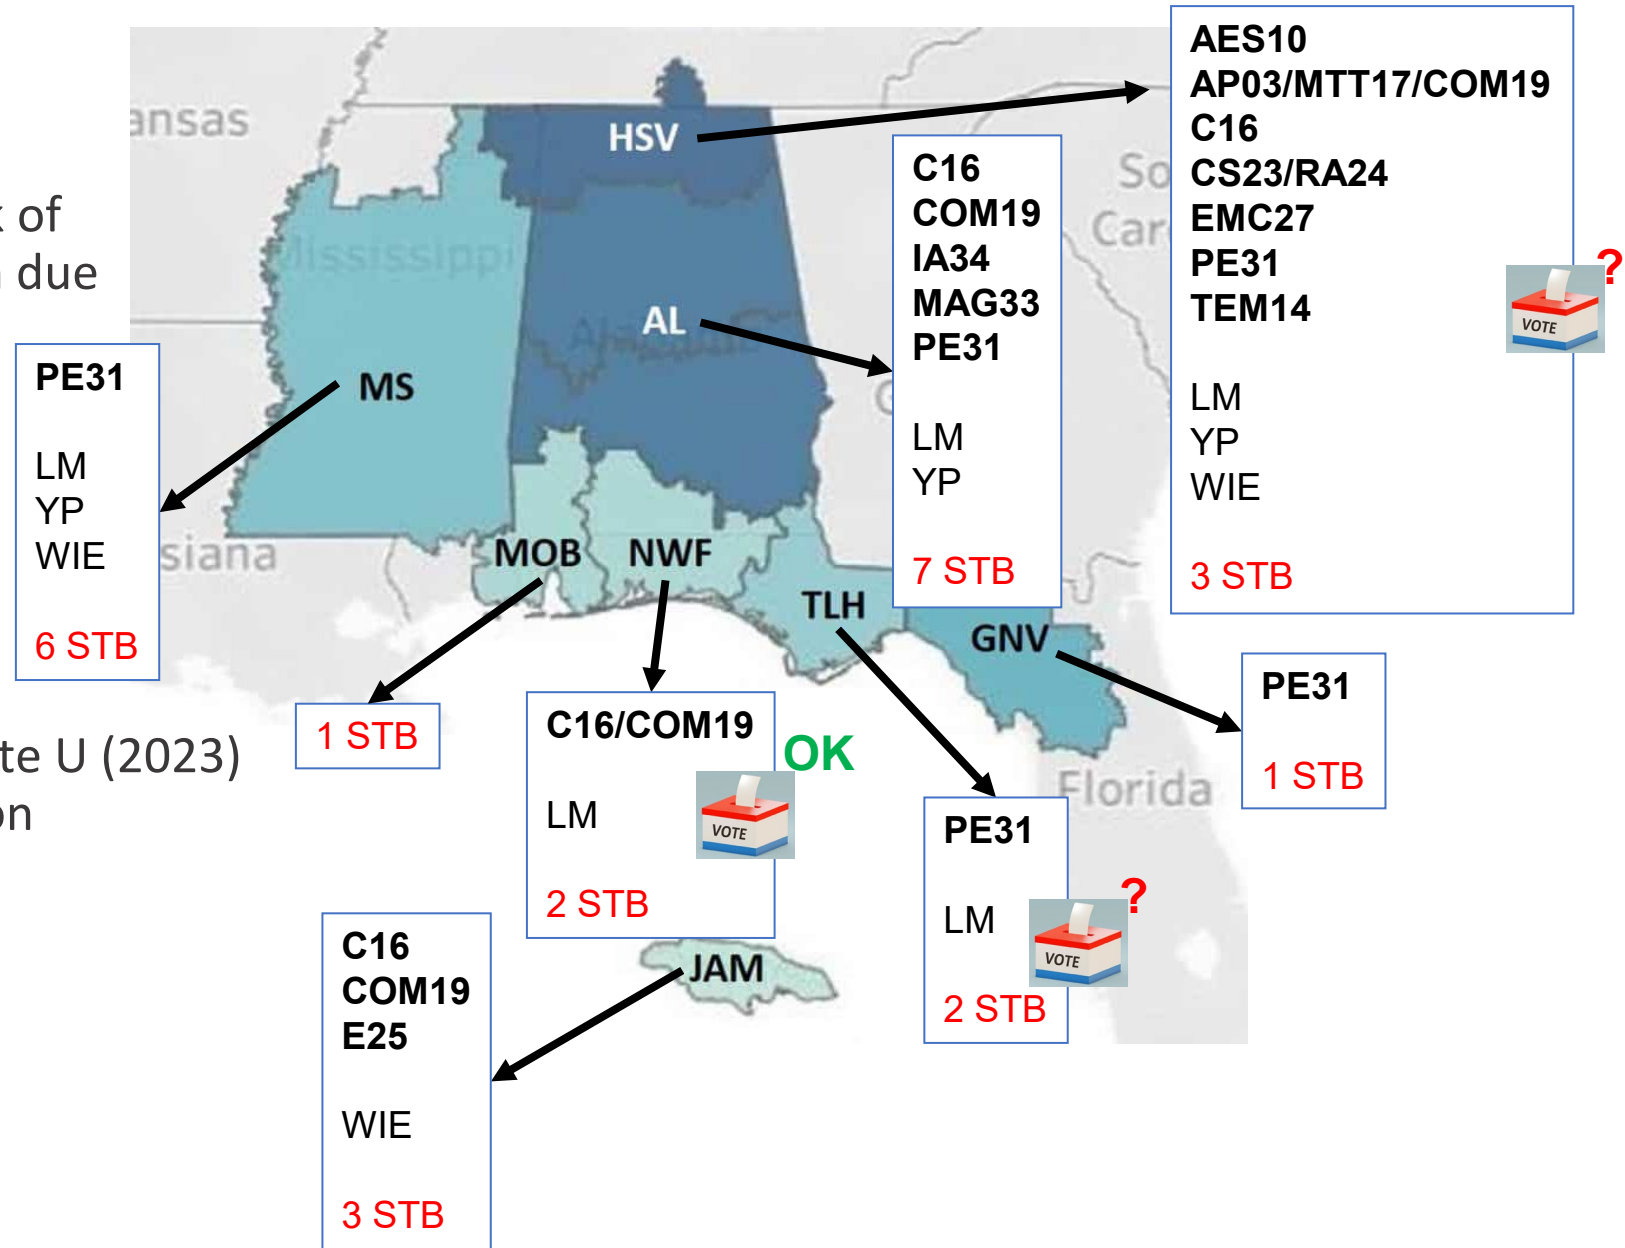 AES10
AP03/MTT17/COM19
C16
CS23/RA24
EMC27
PE31
TEM14
LM
YP
WIE
3 STB
?
VOTE
ansas
HSV
So
Car
C16
COM19
IA34
MAG33
PE31
LM
YP
7 STB
k of
n due
Mississippi
AL
Alabama
G
MS
PE31
LM
YP
WIE
6 STB
siana
MOB
NWF
TLH
GNV
PE31
1 STB
1 STB
te U (2023)
on
C16/COM19
LM
2 STB
OK
VOTE
Florida
PE31
LM
2 STB
?
VOTE
JAM
C16
COM19
E25
WIE
3 STB